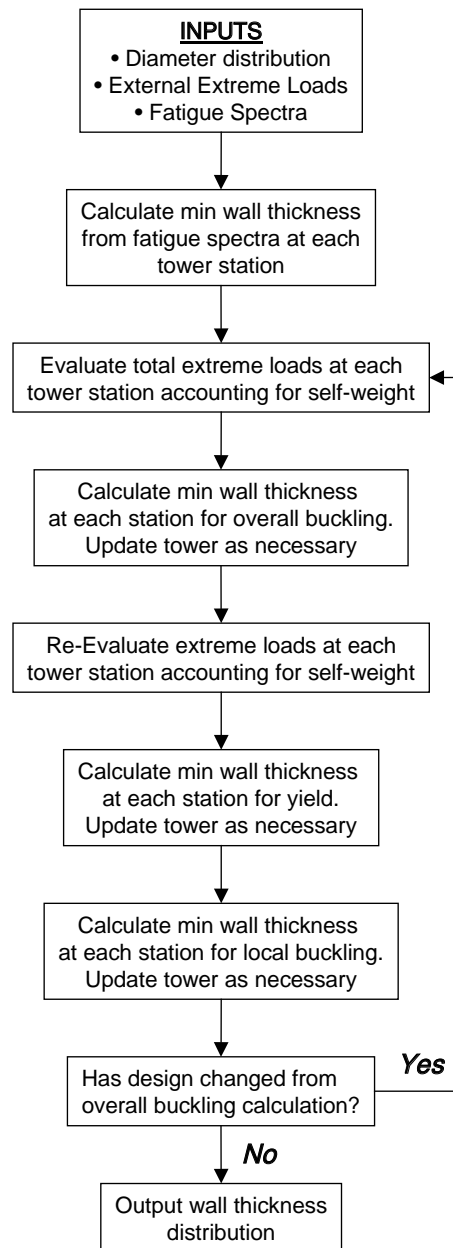 INPUTS
• Diameter distribution
• External Extreme Loads
• Fatigue Spectra
Calculate min wall thickness
from fatigue spectra at each
tower station
Evaluate total extreme loads at each
tower station accounting for self-weight
Calculate min wall thickness
at each station for overall buckling.
Update tower as necessary
Re-Evaluate extreme loads at each
tower station accounting for self-weight
Calculate min wall thickness
at each station for yield.
Update tower as necessary
Calculate min wall thickness
at each station for local buckling.
Update tower as necessary
Has design changed from
overall buckling calculation?
Yes
No
Output wall thickness
distribution